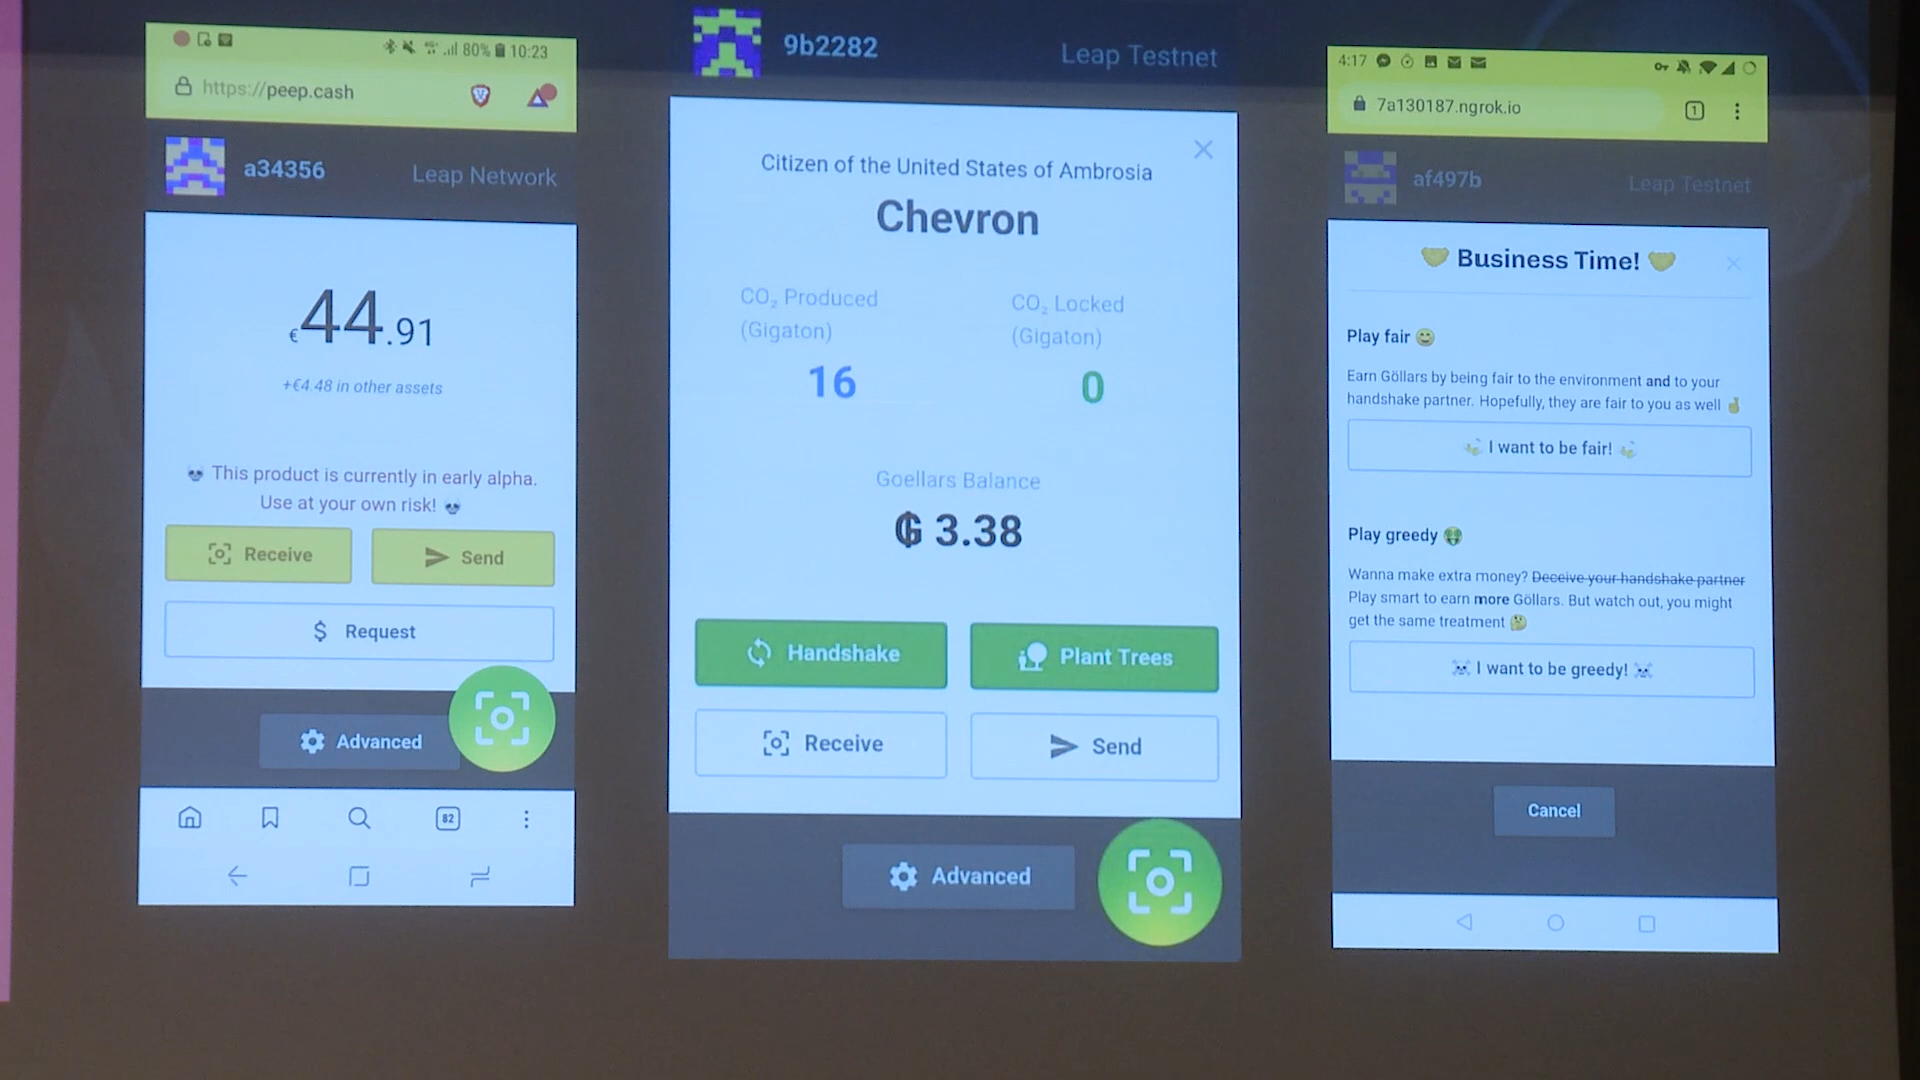 80% 10:23
https://peep.cash
a34356 Leap Network
€44.91
+€4.48 in other assets
This product is currently in early alpha.
Use at your own risk!
Receive Send
$ Request
Advanced
82
9b2282 Leap Testnet
Citizen of the United States of Ambrosia
Chevron
CO₂ Produced
(Gigaton)
16
CO₂ Locked
(Gigaton)
0
Goellars Balance
₲ 3.38
Handshake Plant Trees
Receive Send
Advanced
4:17
7a130187.ngrok.io 1
af497b Leap Testnet
Business Time!
Play fair
Earn Göllars by being fair to the environment and to your
handshake partner. Hopefully, they are fair to you as well
I want to be fair!
Play greedy
Wanna make extra money? Deceive your handshake partner
Play smart to earn more Göllars. But watch out, you might
get the same treatment
I want to be greedy!
Cancel